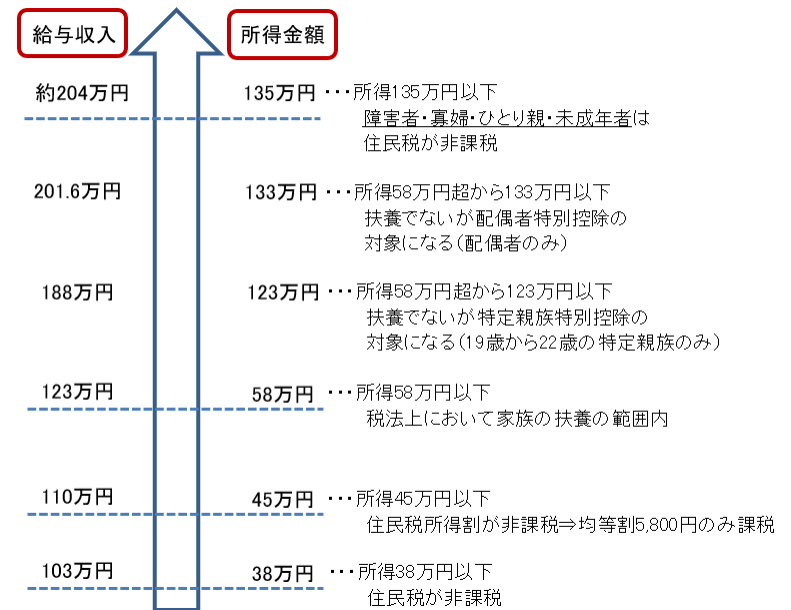 給与収入
所得金額
約204万円
135万円 ・・・所得135万円以下
障害者・寡婦・ひとり親・未成年者は
住民税が非課税
201.6万円
133万円 ・・・所得58万円超から133万円以下
扶養でないが配偶者特別控除の
対象になる（配偶者のみ）
188万円
123万円 ・・・所得58万円超から123万円以下
扶養でないが特定親族特別控除の
対象になる（19歳から22歳の特定親族のみ）
123万円
58万円 ・・・所得58万円以下
税法上において家族の扶養の範囲内
110万円
45万円 ・・・所得45万円以下
住民税所得割が非課税⇒均等割5,800円のみ課税
103万円
38万円 ・・・所得38万円以下
住民税が非課税